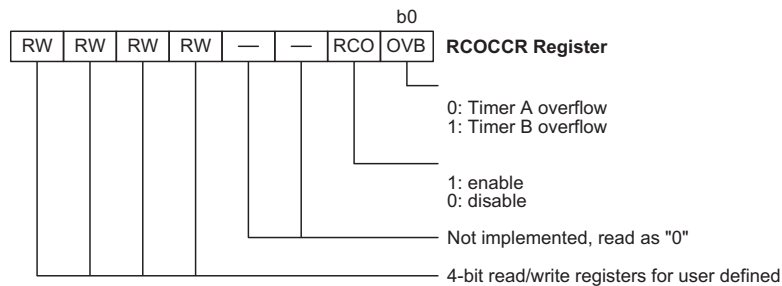 b0
RW RW RW RW — — RCO OVB RCOCCR Register
0: Timer A overflow
1: Timer B overflow
1: enable
0: disable
Not implemented, read as "0"
4-bit read/write registers for user defined